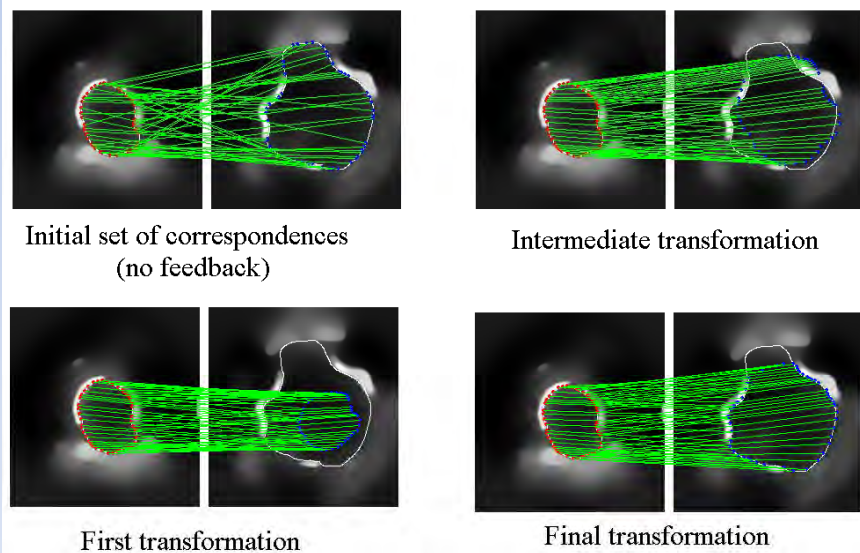 Initial set of correspondences
(no feedback)
Intermediate transformation
First transformation
Final transformation